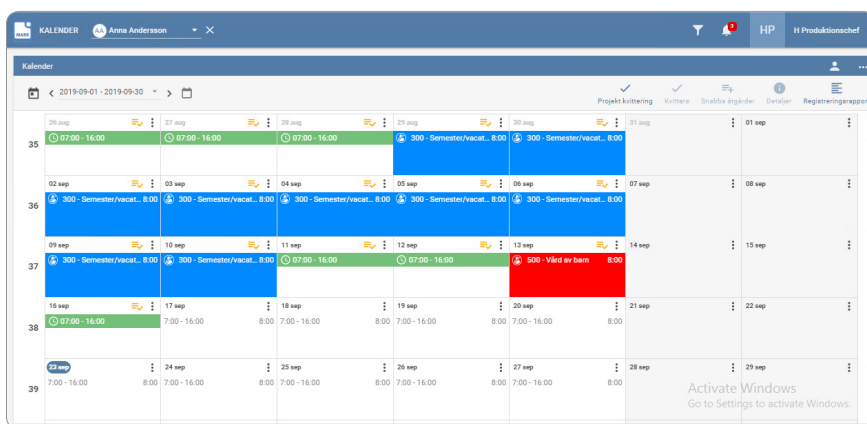 MARK KALENDER AA Anna Andersson 3 HP H Produktionschef
Kalender
2019-09-01 - 2019-09-30
Projekt kvittering Kvittera Snabba åtgärder Detaljer Registreringsrappor
26 aug 27 aug 28 aug 29 aug 30 aug 31 aug 01 sep
35 07:00 - 16:00 07:00 - 16:00 07:00 - 16:00 300 - Semester/vacat... 8:00 300 - Semester/vacat... 8:00
02 sep 03 sep 04 sep 05 sep 06 sep 07 sep 08 sep
36 300 - Semester/vacat... 8:00 300 - Semester/vacat... 8:00 300 - Semester/vacat... 8:00 300 - Semester/vacat... 8:00 300 - Semester/vacat... 8:00
09 sep 10 sep 11 sep 12 sep 13 sep 14 sep 15 sep
37 300 - Semester/vacat... 8:00 300 - Semester/vacat... 8:00 07:00 - 16:00 07:00 - 16:00 500 - Vård av barn 8:00
16 sep 17 sep 18 sep 19 sep 20 sep 21 sep 22 sep
38 07:00 - 16:00 7:00 - 16:00 8:00 7:00 - 16:00 8:00 7:00 - 16:00 8:00 7:00 - 16:00 8:00
23 sep 24 sep 25 sep 26 sep 27 sep 28 sep 29 sep
39 7:00 - 16:00 8:00 7:00 - 16:00 8:00 7:00 - 16:00 8:00 7:00 - 16:00 8:00 7:00 - 16:00 8:00
Activate Windows
Go to Settings to activate Windows.